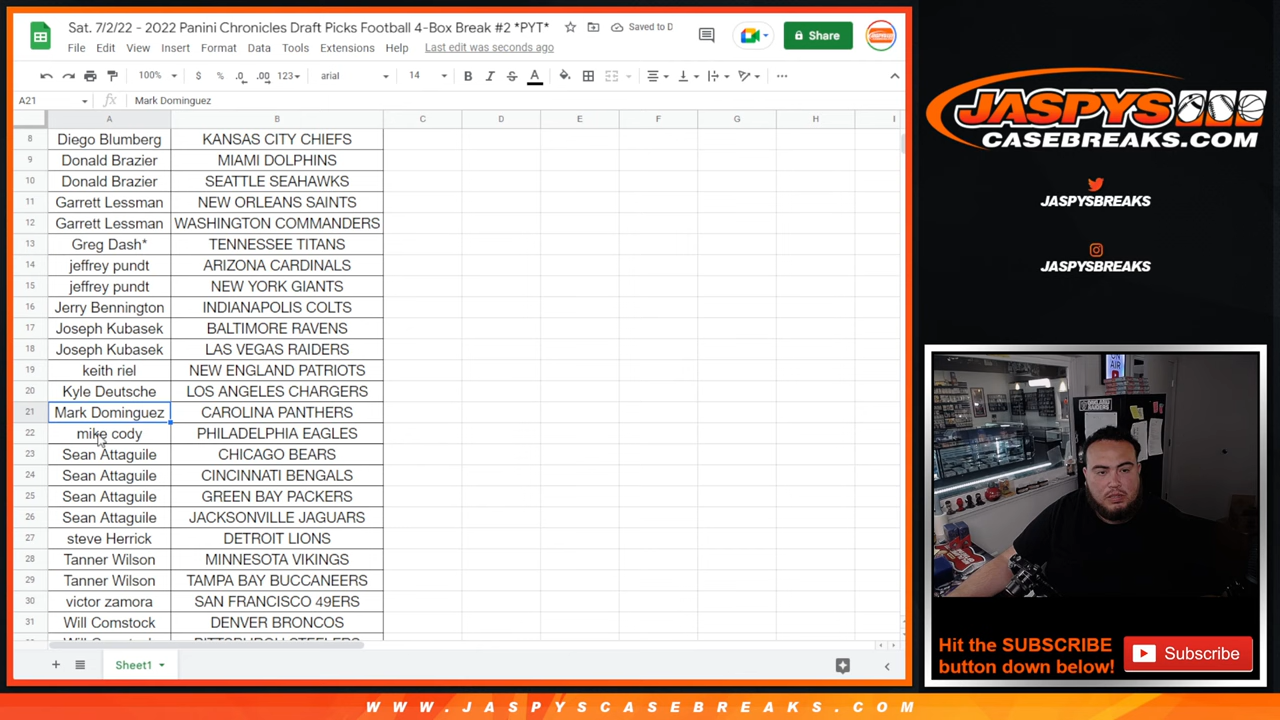 Sat. 7/2/22 - 2022 Panini Chronicles Draft Picks Football 4-Box Break #2 *PYT*
Saved to D
Share
File Edit View Insert Format Data Tools Extensions Help Last edit was seconds ago
100% $ % .0 .00 123 arial 14 B I S A
A21 fx Mark Dominguez
A B C D E F G H I
8 Diego Blumberg KANSAS CITY CHIEFS
9 Donald Brazier MIAMI DOLPHINS
10 Donald Brazier SEATTLE SEAHAWKS
11 Garrett Lessman NEW ORLEANS SAINTS
12 Garrett Lessman WASHINGTON COMMANDERS
13 Greg Dash* TENNESSEE TITANS
14 jeffrey pundt ARIZONA CARDINALS
15 jeffrey pundt NEW YORK GIANTS
16 Jerry Bennington INDIANAPOLIS COLTS
17 Joseph Kubasek BALTIMORE RAVENS
18 Joseph Kubasek LAS VEGAS RAIDERS
19 keith riel NEW ENGLAND PATRIOTS
20 Kyle Deutsche LOS ANGELES CHARGERS
21 Mark Dominguez CAROLINA PANTHERS
22 mike cody PHILADELPHIA EAGLES
23 Sean Attaguile CHICAGO BEARS
24 Sean Attaguile CINCINNATI BENGALS
25 Sean Attaguile GREEN BAY PACKERS
26 Sean Attaguile JACKSONVILLE JAGUARS
27 steve Herrick DETROIT LIONS
28 Tanner Wilson MINNESOTA VIKINGS
29 Tanner Wilson TAMPA BAY BUCCANEERS
30 victor zamora SAN FRANCISCO 49ERS
31 Will Comstock DENVER BRONCOS
Will Comstock PITTSBURGH STEELERS
Sheet1
JASPYS
CASEBREAKS.COM
JASPYSBREAKS
JASPYSBREAKS
ON AIR
Hit the SUBSCRIBE
button down below!
Subscribe
WWW.JASPYSCASEBREAKS.COM